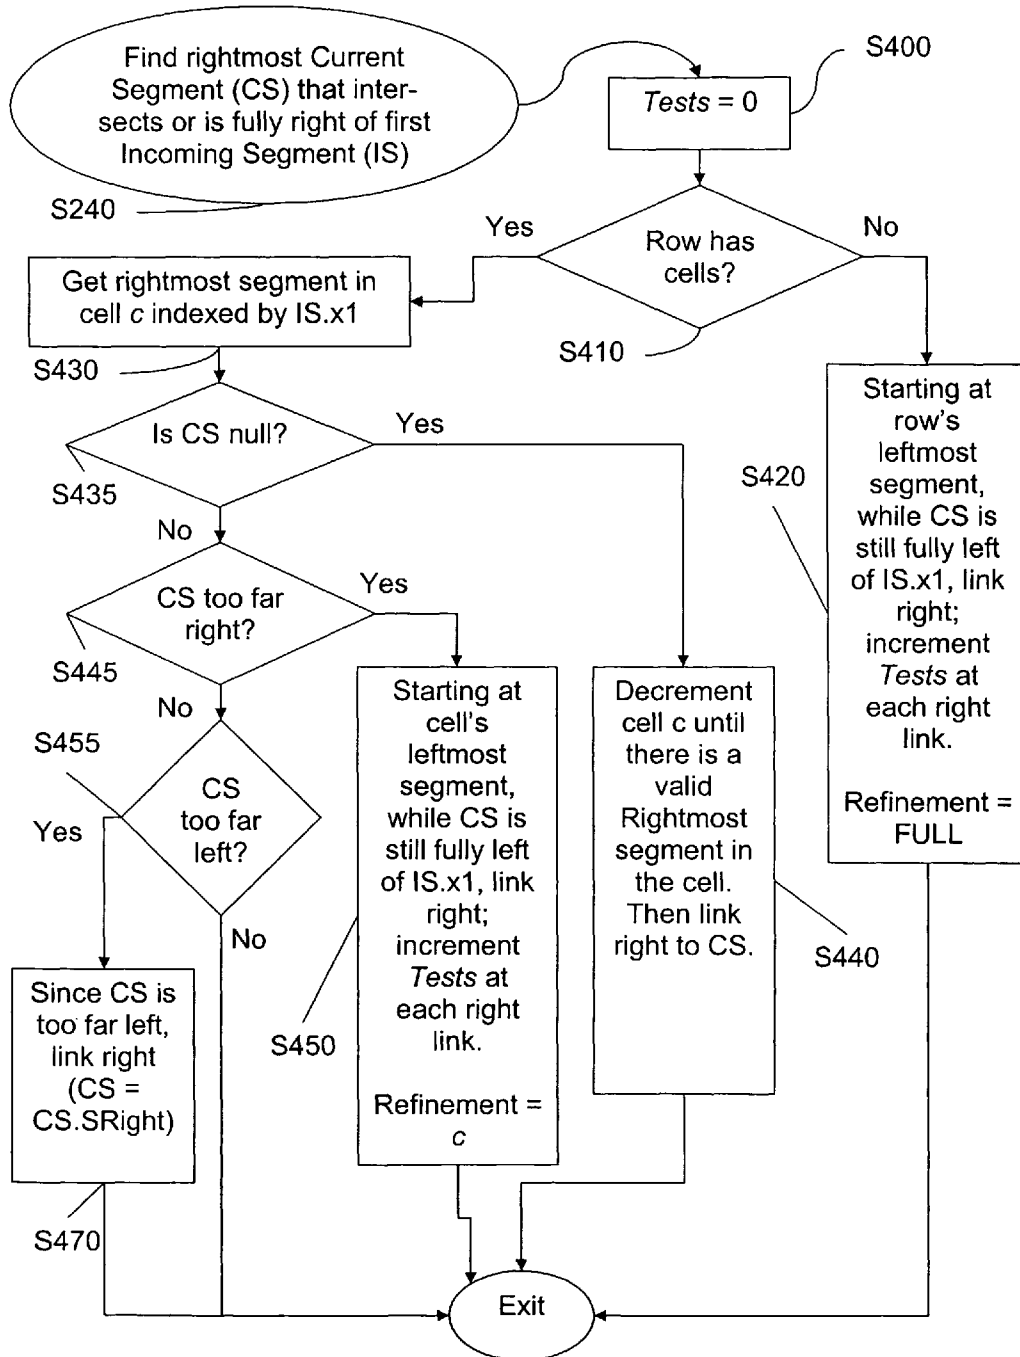 Find rightmost Current
Segment (CS) that inter-
sects or is fully right of first
Incoming Segment (IS)
S240
Tests = 0
S400
Row has
cells?
Yes
No
S410
Get rightmost segment in
cell c indexed by IS.x1
S430
Is CS null?
Yes
S435
No
CS too far
right?
Yes
S445
No
S455
CS
too far
left?
Yes
No
Since CS is
too far left,
link right
(CS =
CS.SRight)
S470
Starting at
cell's
leftmost
segment,
while CS is
still fully left
of IS.x1, link
right;
increment
Tests at
each right
link.
Refinement =
c
S450
Decrement
cell c until
there is a
valid
Rightmost
segment in
the cell.
Then link
right to CS.
S440
Starting at
row's
leftmost
segment,
while CS is
still fully left
of IS.x1, link
right;
increment
Tests at
each right
link.
Refinement =
FULL
S420
Exit